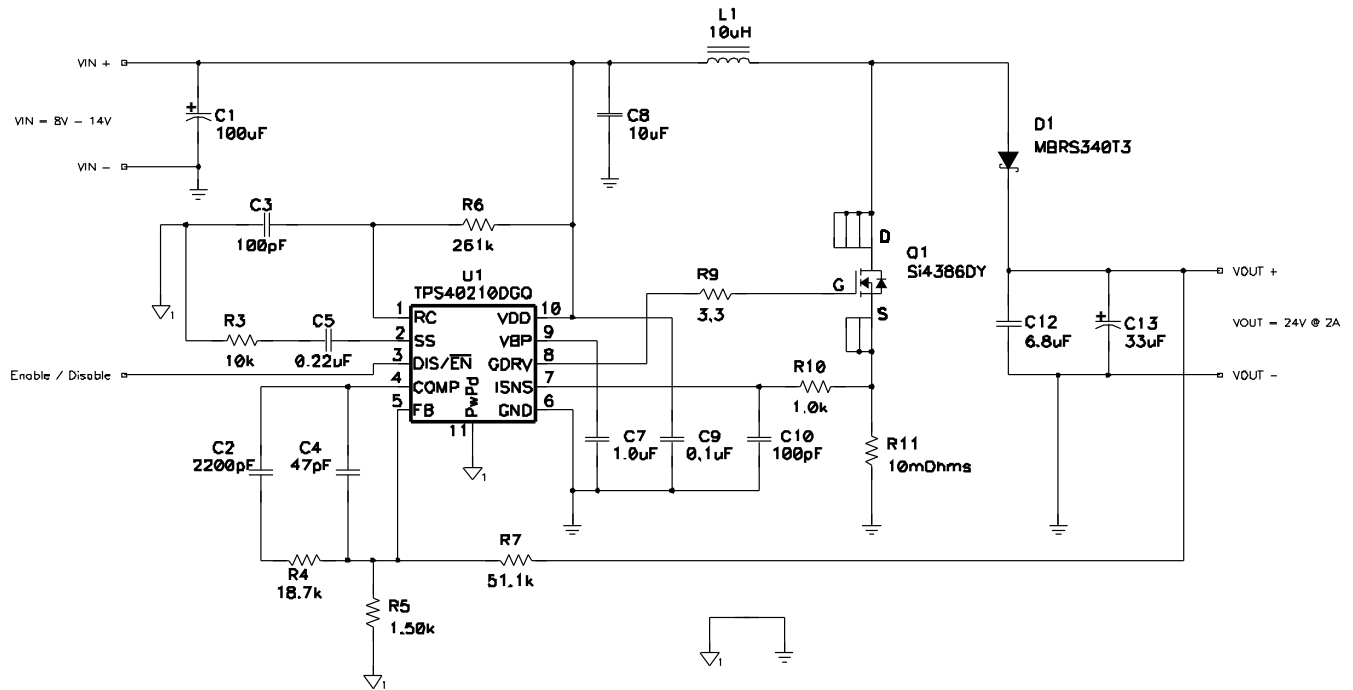 L1
10uH
VIN +
VIN = 8V - 14V
VIN -
C1
100uF
C8
10uF
D1
MBRS340T3
C3
100pF
R6
261k
U1
TPS40210DGQ
R9
3.3
Q1
Si4386DY
D
G
S
1
R3
10k
C5
0.22uF
Enable / Disable
1 RC
2 SS
3 DIS/EN
4 COMP
5 FB
PwPd
11
VDD 10
VBP 9
GDRV 8
ISNS 7
GND 6
1
VOUT +
VOUT = 24V @ 2A
VOUT -
C12
6.8uF
C13
33uF
R10
1.0k
R11
10mOhms
C2
2200pF
C4
47pF
C7
1.0uF
C9
0.1uF
C10
100pF
R4
18.7k
R7
51.1k
R5
1.50k
1
1